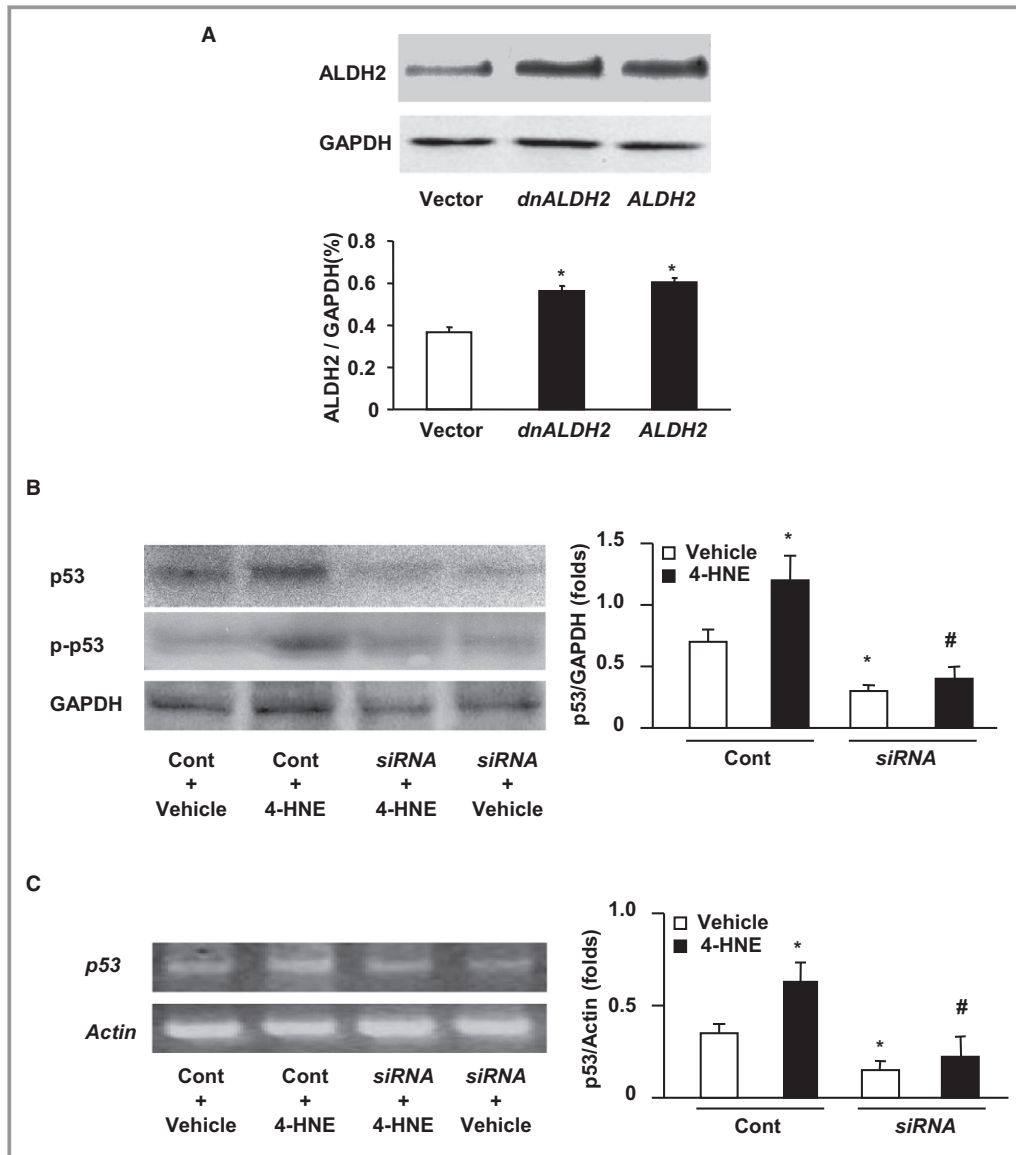 A
ALDH2
GAPDH
Vector dnALDH2 ALDH2
ALDH2 / GAPDH(%)
0.8
0.6
0.4
0.2
0
* *
Vector dnALDH2 ALDH2
B
p53
p-p53
GAPDH
Cont Cont siRNA siRNA
+ + + +
Vehicle 4-HNE 4-HNE Vehicle
p53/GAPDH (folds)
1.5
1.0
0.5
0
Vehicle
4-HNE
*
*
#
Cont siRNA
C
p53
Actin
Cont Cont siRNA siRNA
+ + + +
Vehicle 4-HNE 4-HNE Vehicle
p53/Actin (folds)
1.0
0.5
0
Vehicle
4-HNE
*
*
#
Cont siRNA